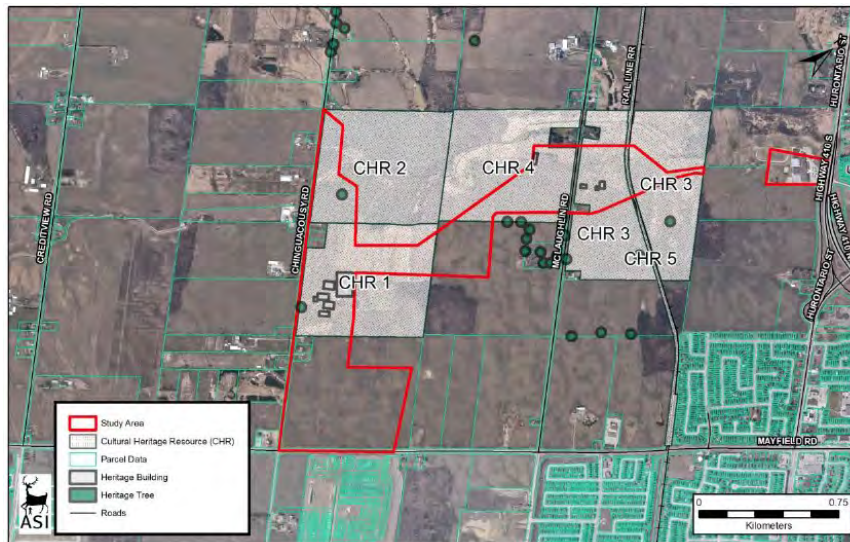 HURONTARIO ST
RAIL LINE RR
HIGHWAY 410 S
CHR 2
CHR 4
CHR 3
CREDITVIEW RD
CHINGUACOUSY RD
MCLAUGHLIN RD
CHR 3
HURONTARIO ST
CHR 5
CHR 1
Study Area
Cultural Heritage Resource (CHR)
Parcel Data
Heritage Building
Heritage Tree
Roads
MAYFIELD RD
ASI
0 0.75
Kilometers